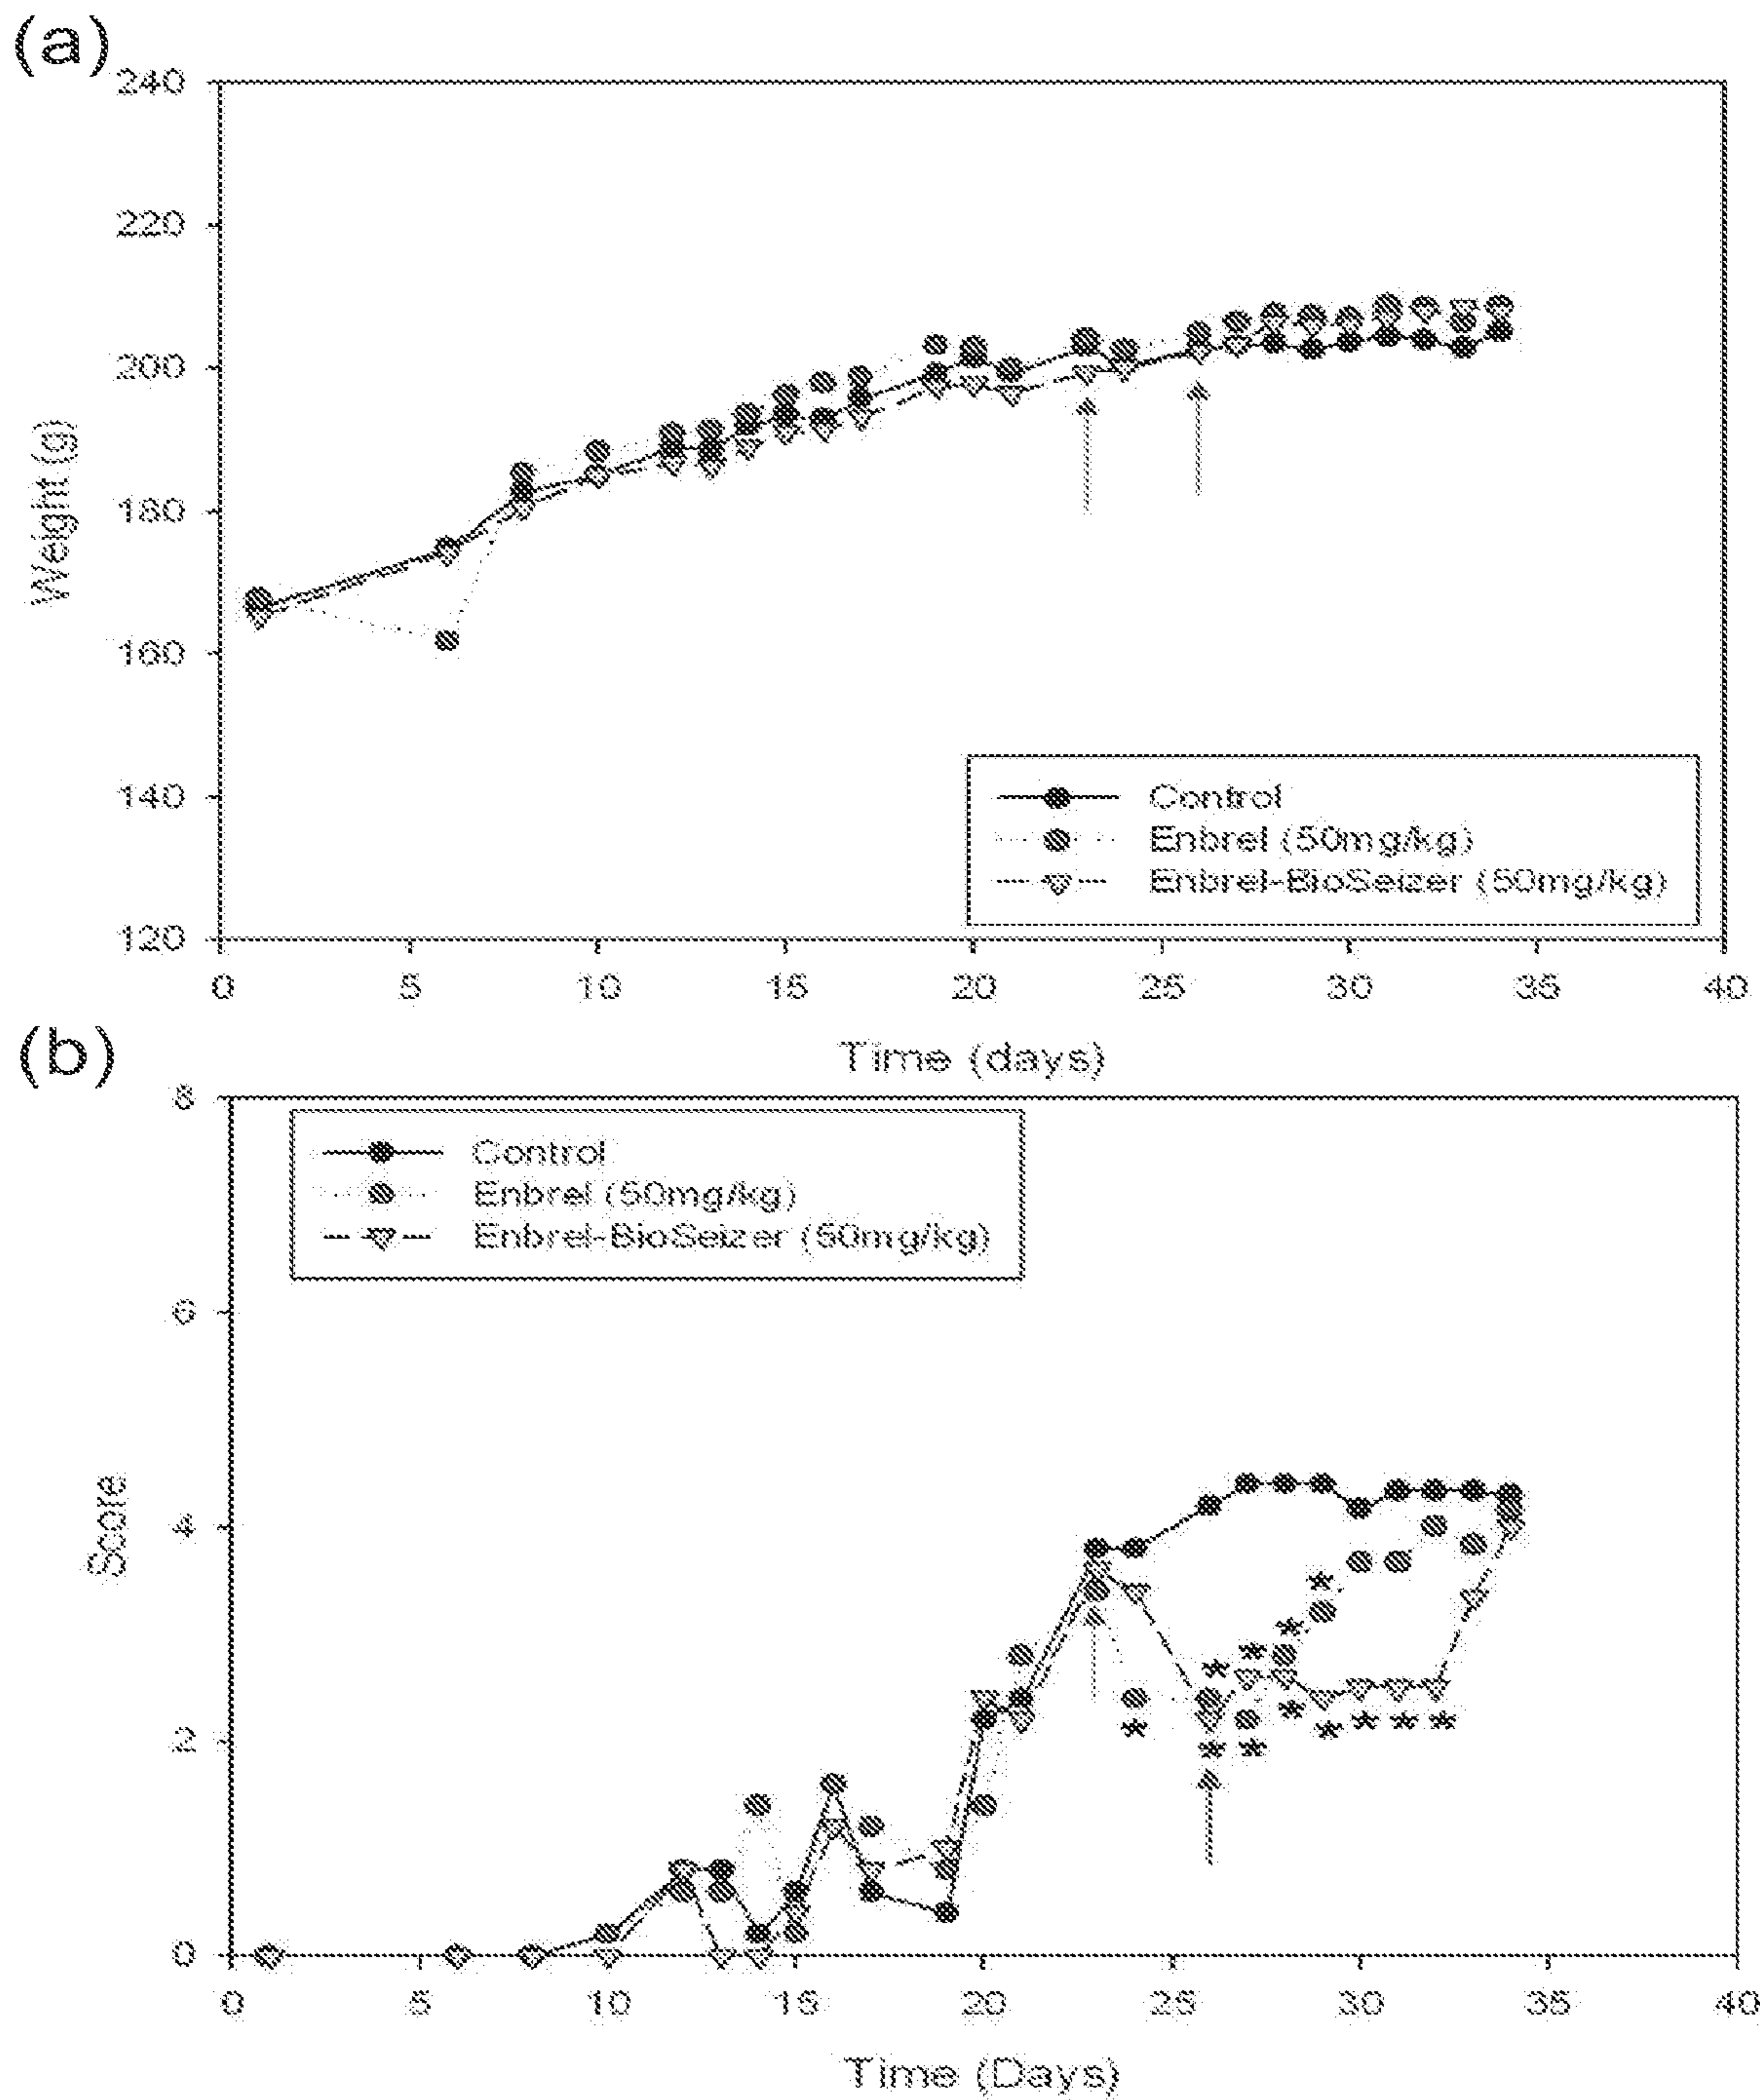 (a)
240
220
200
180
160
140
120
Weight (g)
Control
Enbrel (50mg/kg)
Enbrel-BioSeizer (50mg/kg)
0 5 10 15 20 25 30 35 40
Time (days)
(b)
8
6
4
2
0
Score
Control
Enbrel (50mg/kg)
Enbrel-BioSeizer (50mg/kg)
* * * *
* * * * * * * *
0 5 10 15 20 25 30 35 40
Time (Days)